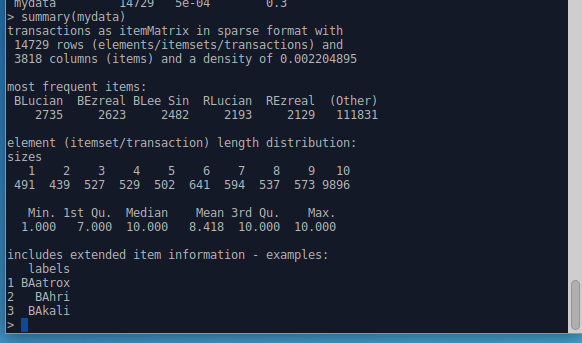 mydata 14729 5e-04 0.3
> summary(mydata)
transactions as itemMatrix in sparse format with
14729 rows (elements/itemsets/transactions) and
3818 columns (items) and a density of 0.002204895
most frequent items:
BLucian BEzreal BLee Sin RLucian REzreal (Other)
2735 2623 2482 2193 2129 111831
element (itemset/transaction) length distribution:
sizes
1 2 3 4 5 6 7 8 9 10
491 439 527 529 502 641 594 537 573 9896
Min. 1st Qu. Median Mean 3rd Qu. Max.
1.000 7.000 10.000 8.418 10.000 10.000
includes extended item information - examples:
labels
1 BAatrox
2 BAhri
3 BAkali
>